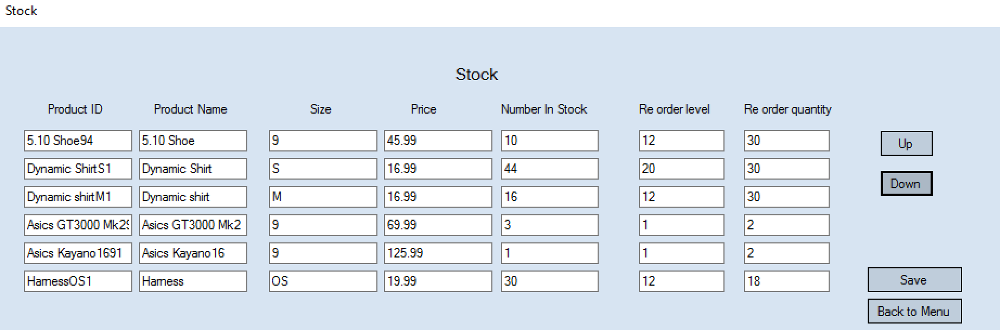 Stock
Stock
Product ID Product Name Size Price Number In Stock Re order level Re order quantity
5.10 Shoe94 5.10 Shoe 9 45.99 10 12 30 Up
Dynamic ShirtS1 Dynamic Shirt S 16.99 44 20 30
Down
Dynamic shirtM1 Dynamic shirt M 16.99 16 12 30
Asics GT3000 Mk29 Asics GT3000 Mk2 9 69.99 3 1 2
Asics Kayano1691 Asics Kayano16 9 125.99 1 1 2
HarnessOS1 Harness OS 19.99 30 12 18 Save
Back to Menu